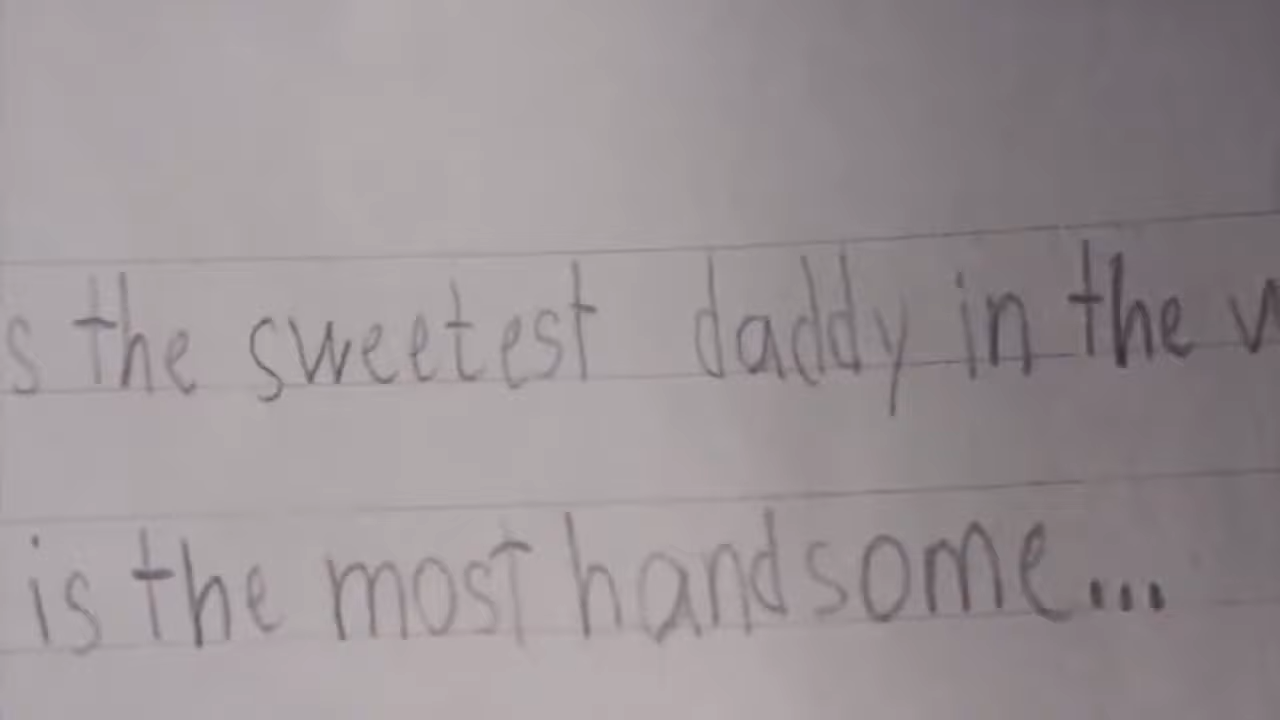 s the sweetest daddy in the
is the most handsome...